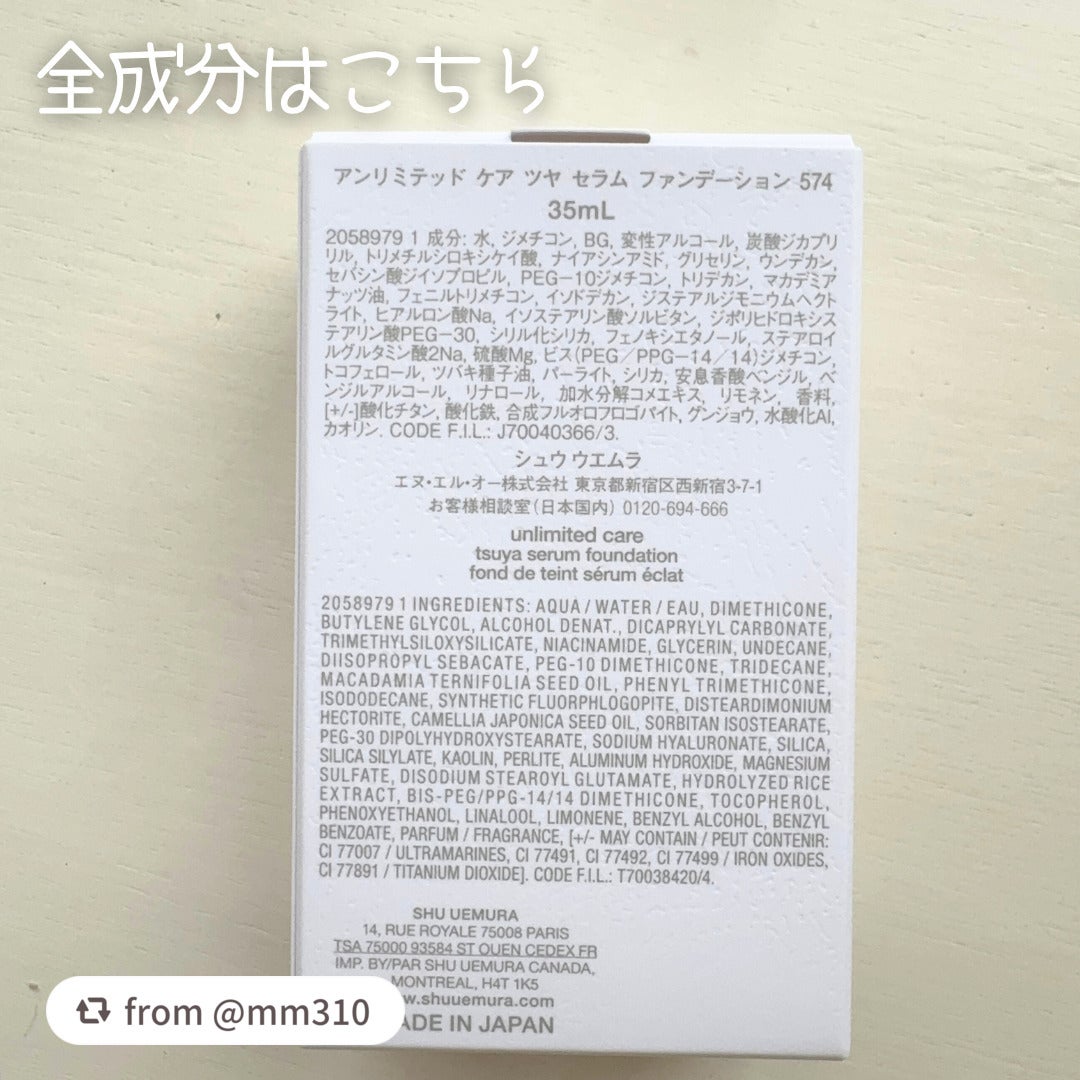 全成分はこちら
アンリミテッド ケア ツヤ セラム ファンデーション 574
35mL
2058979 1 成分: 水, ジメチコン, BG, 変性アルコール, 炭酸ジカプリ
リル, トリメチルシロキシケイ酸, ナイアシンアミド, グリセリン, ウンデカン,
セバシン酸ジイソプロピル, PEG-10ジメチコン, トリデカン, マカデミア
ナッツ油, フェニルトリメチコン, イソドデカン, ジステアルジモニウムヘクト
ライト, ヒアルロン酸Na, イソステアリン酸ソルビタン, ジポリヒドロキシス
テアリン酸PEG-30, シリル化シリカ, フェノキシエタノール, ステアロイ
ルグルタミン酸2Na, 硫酸Mg, ビス(PEG/PPG-14/14)ジメチコン,
トコフェロール, ツバキ種子油, パーライト, シリカ, 安息香酸ベンジル, ベ
ンジルアルコール, リナロール, 加水分解コメエキス, リモネン, 香料,
[+/-]酸化チタン, 酸化鉄, 合成フルオロフロゴパイト, グンジョウ, 水酸化Al,
カオリン. CODE F.I.L.: J70040366/3.
シュウ ウエムラ
エヌ・エル・オー株式会社 東京都新宿区西新宿3-7-1
お客様相談室(日本国内) 0120-694-666
unlimited care
tsuya serum foundation
fond de teint sérum éclat
2058979 1 INGREDIENTS: AQUA / WATER / EAU, DIMETHICONE,
BUTYLENE GLYCOL, ALCOHOL DENAT., DICAPRYLYL CARBONATE,
TRIMETHYLSILOXYSILICATE, NIACINAMIDE, GLYCERIN, UNDECANE,
DIISOPROPYL SEBACATE, PEG-10 DIMETHICONE, TRIDECANE,
MACADAMIA TERNIFOLIA SEED OIL, PHENYL TRIMETHICONE,
ISODODECANE, SYNTHETIC FLUORPHLOGOPITE, DISTEARDIMONIUM
HECTORITE, CAMELLIA JAPONICA SEED OIL, SORBITAN ISOSTEARATE,
PEG-30 DIPOLYHYDROXYSTEARATE, SODIUM HYALURONATE, SILICA,
SILICA SILYLATE, KAOLIN, PERLITE, ALUMINUM HYDROXIDE, MAGNESIUM
SULFATE, DISODIUM STEAROYL GLUTAMATE, HYDROLYZED RICE
EXTRACT, BIS-PEG/PPG-14/14 DIMETHICONE, TOCOPHEROL,
PHENOXYETHANOL, LINALOOL, LIMONENE, BENZYL ALCOHOL, BENZYL
BENZOATE, PARFUM / FRAGRANCE, [+/- MAY CONTAIN / PEUT CONTENIR:
CI 77007 / ULTRAMARINES, CI 77491, CI 77492, CI 77499 / IRON OXIDES,
CI 77891 / TITANIUM DIOXIDE]. CODE F.I.L.: T70038420/4.
SHU UEMURA
14, RUE ROYALE 75008 PARIS
TSA 75000 93584 ST OUEN CEDEX FR
IMP. BY/PAR SHU UEMURA CANADA,
MONTREAL, H4T 1K5
www.shuuemura.com
MADE IN JAPAN
from @mm310